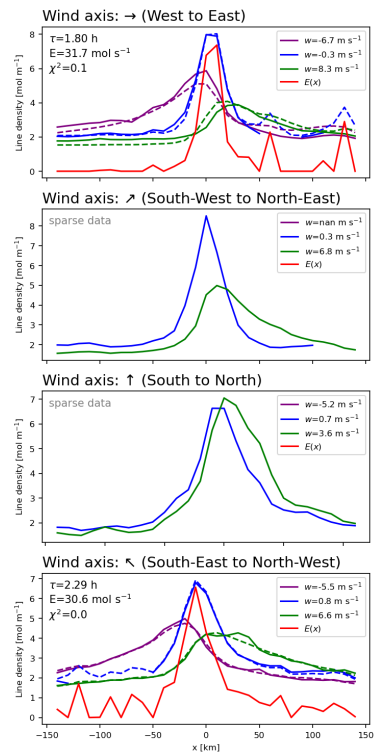 Wind axis: → (West to East)
τ=1.80 h
E=31.7 mol s⁻¹
χ²=0.1
w=-6.7 m s⁻¹
w=-0.3 m s⁻¹
w=8.3 m s⁻¹
E(x)
Line density [mol m⁻¹]
8
6
4
2
0
Wind axis: ↗ (South-West to North-East)
sparse data
w=nan m s⁻¹
w=0.3 m s⁻¹
w=6.8 m s⁻¹
E(x)
Line density [mol m⁻¹]
8
7
6
5
4
3
2
Wind axis: ↑ (South to North)
sparse data
w=-5.2 m s⁻¹
w=0.7 m s⁻¹
w=3.6 m s⁻¹
E(x)
Line density [mol m⁻¹]
7
6
5
4
3
2
Wind axis: ↖ (South-East to North-West)
τ=2.29 h
E=30.6 mol s⁻¹
χ²=0.0
w=-5.5 m s⁻¹
w=0.8 m s⁻¹
w=6.6 m s⁻¹
E(x)
Line density [mol m⁻¹]
7
6
5
4
3
2
1
0
−150 −100 −50 0 50 100 150
x [km]